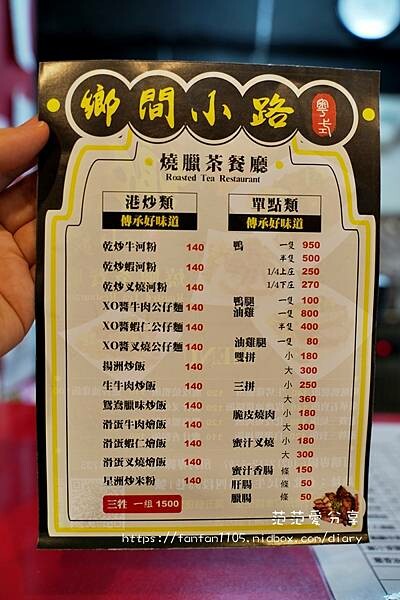 鄉間小路
粵式
燒臘茶餐廳
Roasted Tea Restaurant
港炒類
傳承好味道
乾炒牛河粉 140
乾炒蝦河粉 140
乾炒叉燒河粉 140
XO醬牛肉公仔麵 140
XO醬蝦仁公仔麵 140
XO醬叉燒公仔麵 140
揚洲炒飯 140
生牛肉炒飯 140
鴛鴦臘味炒飯 140
滑蛋牛肉燴飯 140
滑蛋蝦仁燴飯 140
滑蛋叉燒燴飯 140
星洲炒米粉 140
三牲 一組 1500
單點類
傳承好味道
鴨 一隻 950
半隻 500
1/4上庄 250
1/4下庄 270
鴨腿 一隻 100
油雞 一隻 800
半隻 400
油雞腿 一隻 80
雙拼 小 180
大 300
三拼 小 250
大 360
脆皮燒肉 小 180
大 300
蜜汁叉燒 小 180
大 300
蜜汁香腸 條 150
肝腸 條 50
臘腸 條 50
范范愛分享
https://fanfan1105.nidbox.com/diary